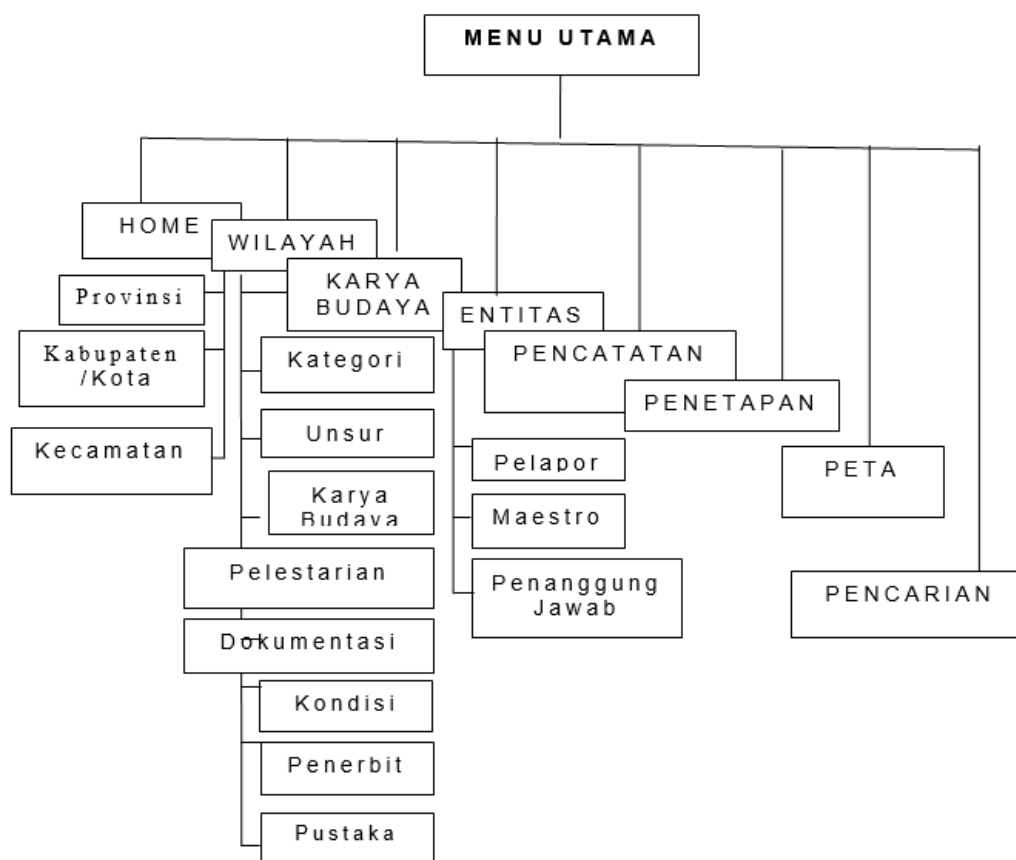 MENU UTAMA
HOME
WILAYAH
KARYA
BUDAYA
ENTITAS
PENCATATAN
PENETAPAN
PETA
PENCARIAN
Provinsi
Kabupaten
/Kota
Kecamatan
Kategori
Unsur
Karya
Budaya
Pelestarian
Dokumentasi
Kondisi
Penerbit
Pustaka
Pelapor
Maestro
Penanggung
Jawab